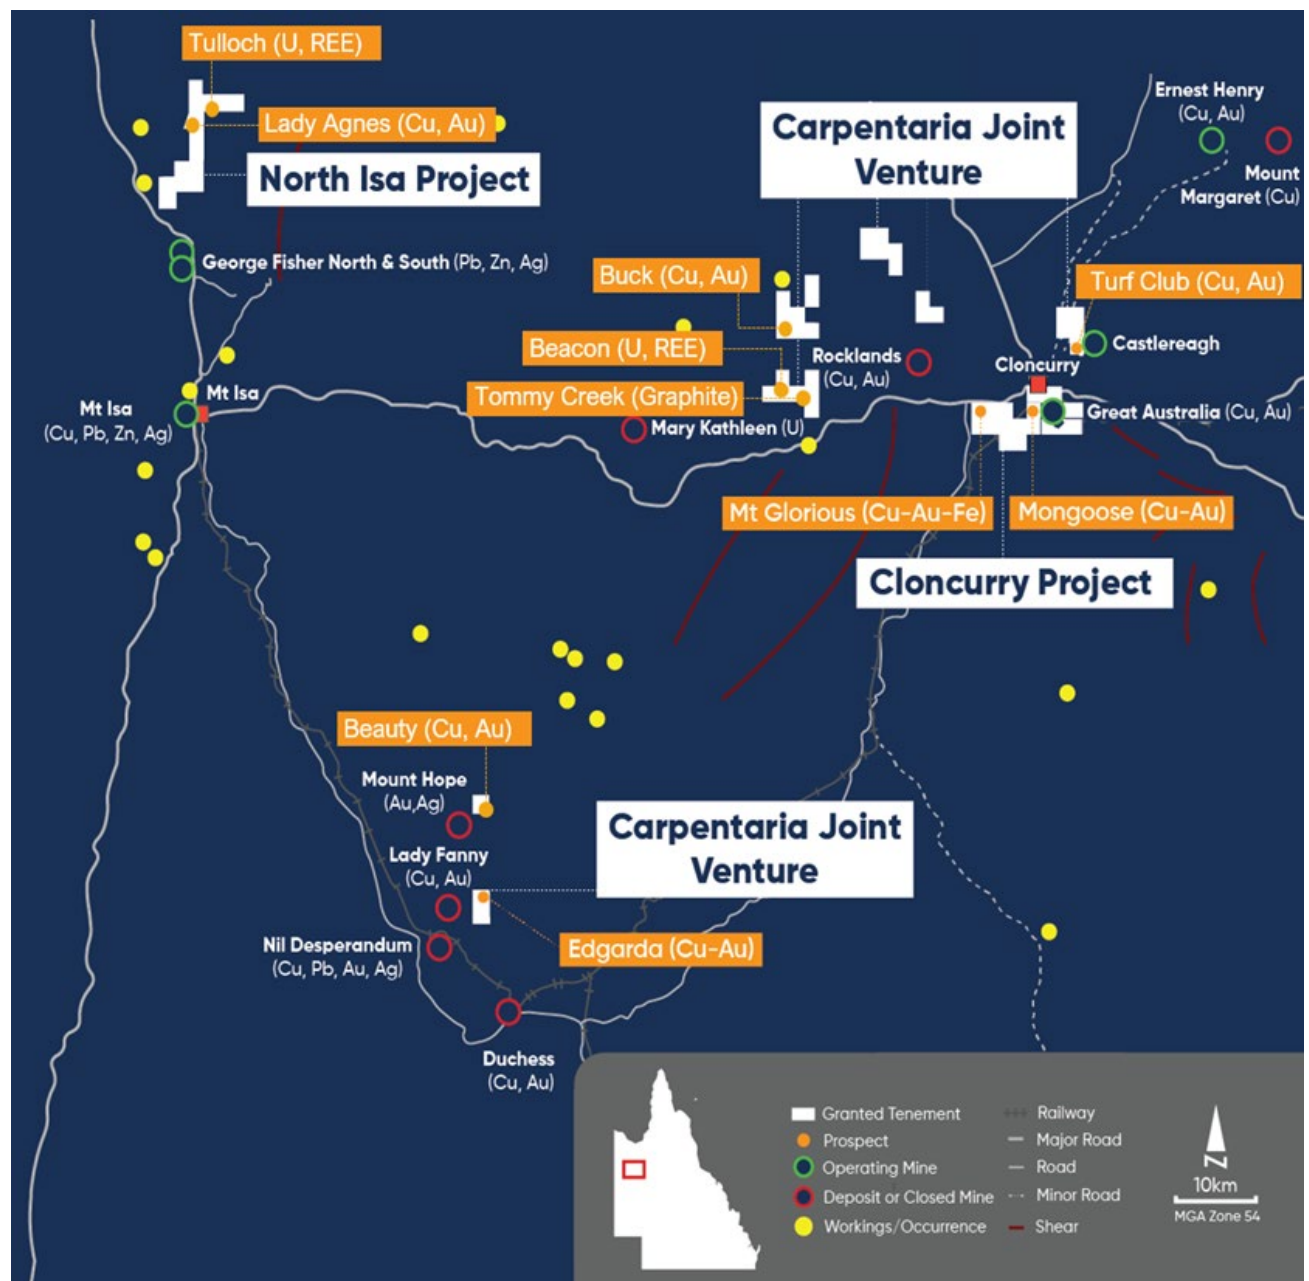 Tulloch (U, REE)
Lady Agnes (Cu, Au)
North Isa Project
George Fisher North & South (Pb, Zn, Ag)
Carpentaria Joint
Venture
Ernest Henry
(Cu, Au)
Mount
Margaret (Cu)
Buck (Cu, Au)
Turf Club (Cu, Au)
Beacon (U, REE)
Rocklands
(Cu, Au)
Castlereagh
Cloncurry
Tommy Creek (Graphite)
Mt Isa
Mt Isa
(Cu, Pb, Zn, Ag)
Mary Kathleen (U)
Great Australia (Cu, Au)
Mt Glorious (Cu-Au-Fe)
Mongoose (Cu-Au)
Cloncurry Project
Beauty (Cu, Au)
Mount Hope
(Au,Ag)
Carpentaria Joint
Venture
Lady Fanny
(Cu, Au)
Nil Desperandum
(Cu, Pb, Au, Ag)
Edgarda (Cu-Au)
Duchess
(Cu, Au)
Granted Tenement
Prospect
Operating Mine
Deposit or Closed Mine
Workings/Occurrence
Railway
Major Road
Road
Minor Road
Shear
N
10km
MGA Zone 54